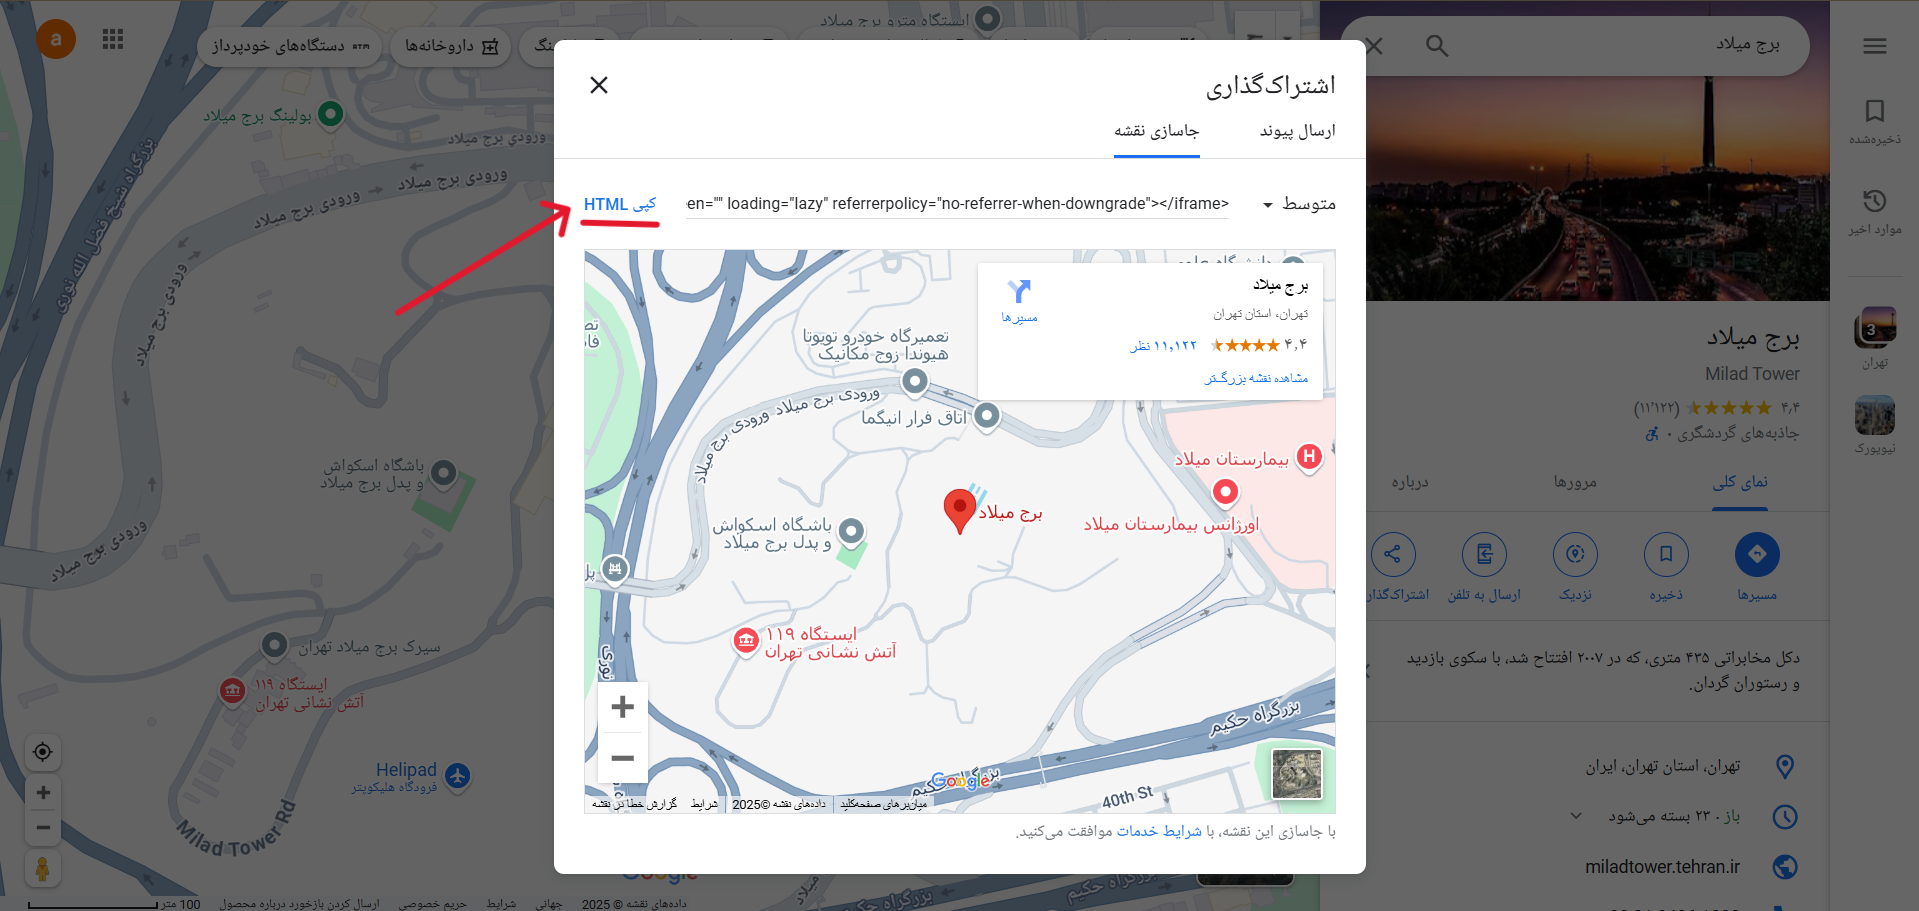 اشتراک‌گذاری
ارسال پیوند
جاسازی نقشه
متوسط
en="" loading="lazy" referrerpolicy="no-referrer-when-downgrade"></iframe>
کپی HTML
برج میلاد
تهران، استان تهران
۴٫۴
۱۱٬۱۲۲ نظر
مشاهده نقشه بزرگ‌تر
مسیرها
تعمیرگاه خودرو تویوتا
هیوندا زوج مکانیک
ورودی برج میلاد
ورودی برج میلاد
اتاق فرار انیگما
بیمارستان میلاد
H
اورژانس بیمارستان میلاد
برج میلاد
باشگاه اسکواش
و پدل برج میلاد
ایستگاه ۱۱۹
آتش نشانی تهران
نوری
بزرگراه حکیم
Google
40th St
میان‌برهای صفحه‌کلید
داده‌های نقشه ©2025
شرایط
گزارش خطا در نقشه
با جاسازی این نقشه، با شرایط خدمات موافقت می‌کنید.
برج میلاد
ذخیره‌شده
موارد اخیر
3
تهران
نیویورک
برج میلاد
Milad Tower
۴٫۴
(۱۱٬۱۲۲)
جاذبه‌های گردشگری ·
نمای کلی
مرورها
درباره
مسیرها
ذخیره
نزدیک
ارسال به تلفن
اشتراک‌گذار
دکل مخابراتی ۴۳۵ متری، که در ۲۰۰۷ افتتاح شد، با سکوی بازدید
و رستوران گردان.
تهران، استان تهران، ایران
باز · ۲۳ بسته می‌شود
miladtower.tehran.ir
a
دستگاه‌های خودپرداز
ATM
داروخانه‌ها
ایستگاه مترو برج میلاد
بولینگ برج میلاد
ورودی برج میلاد
ورودی برج میلاد
ورودی برج میلاد
ورودی برج میلاد
ورودی برج میلاد
بزرگراه شیخ فضل الله نوری
باشگاه اسکواش
و پدل برج میلاد
سیرک برج میلاد تهران
ایستگاه ۱۱۹
آتش نشانی تهران
Helipad
فرودگاه هلیکوپتر
Milad Tower Rd
بزرگراه حکیم
داده‌های نقشه © 2025
جهانی
شرایط
حریم خصوصی
ارسال کردن بازخورد درباره محصول
100 متر